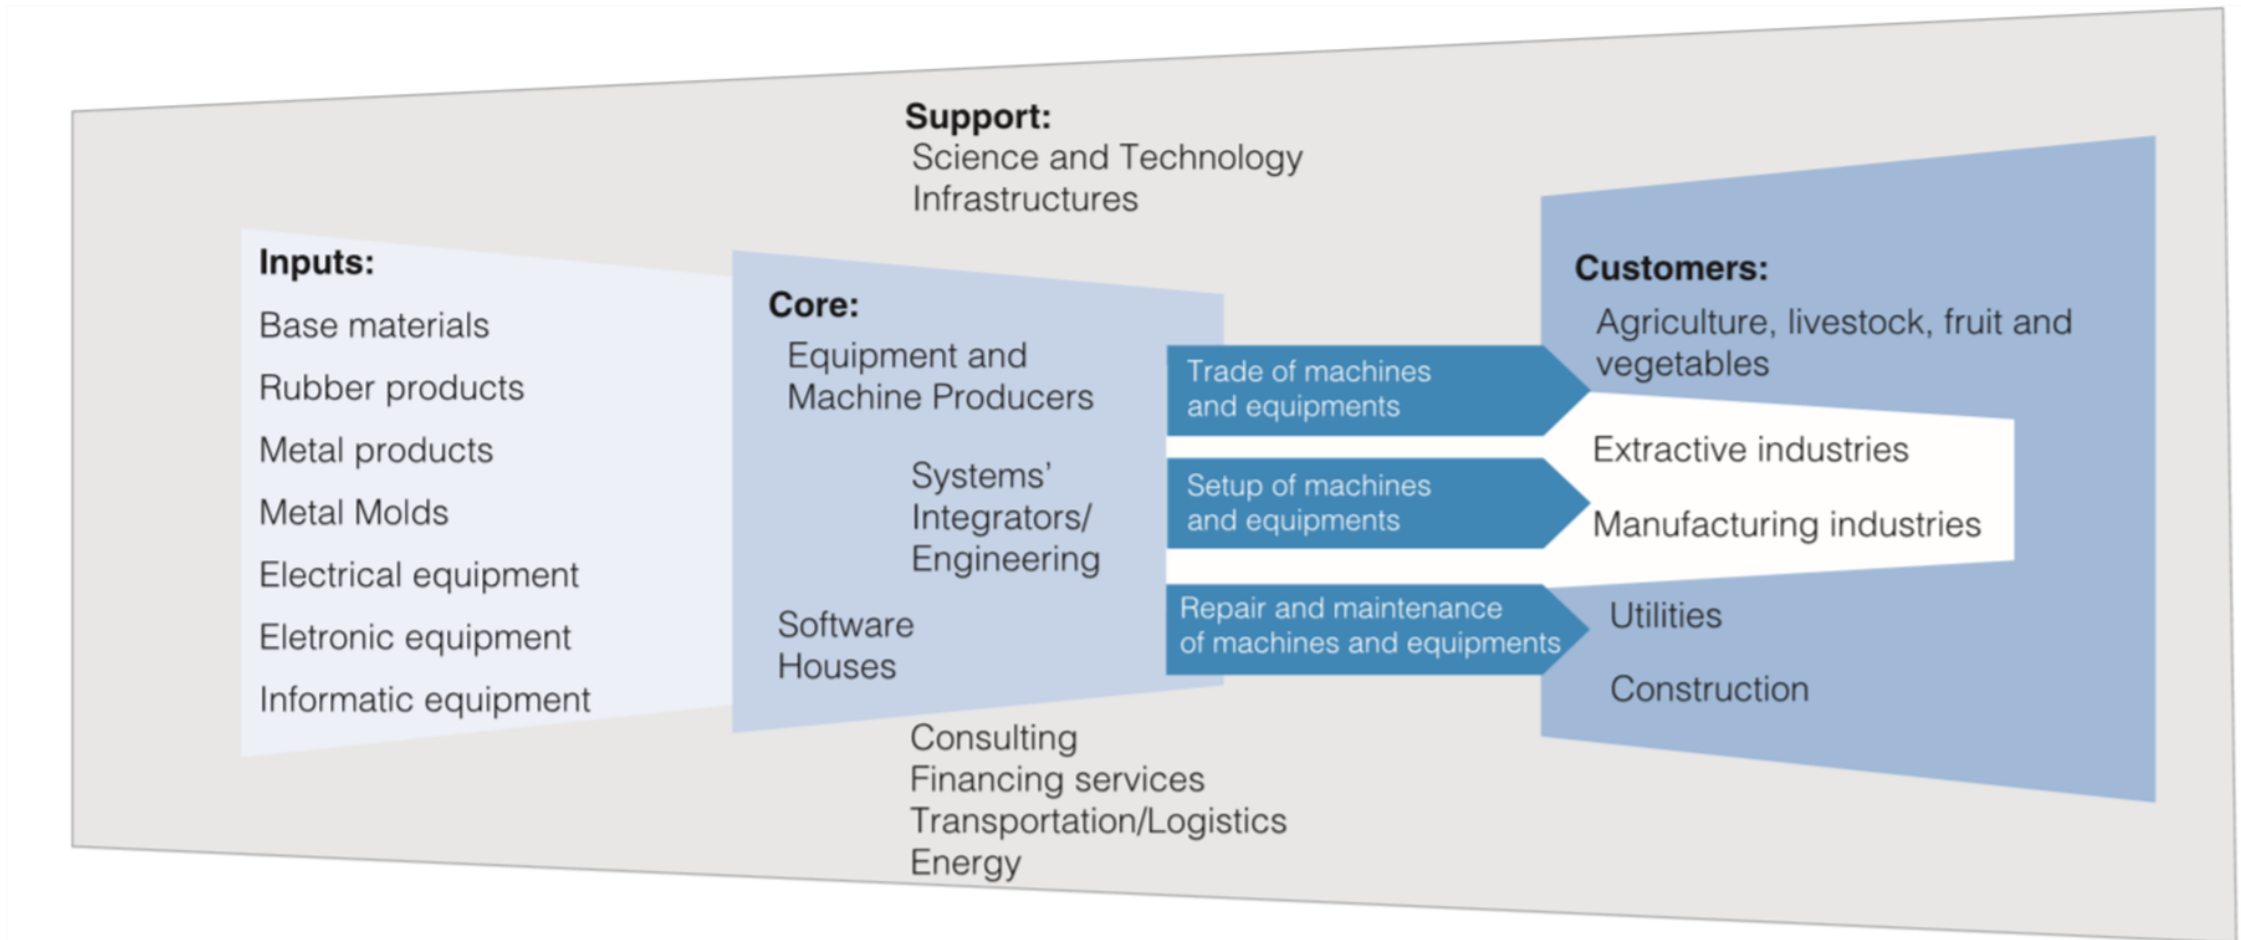 Support:
Science and Technology
Infrastructures
Inputs:
Base materials
Rubber products
Metal products
Metal Molds
Electrical equipment
Eletronic equipment
Informatic equipment
Core:
Equipment and
Machine Producers
Systems’
Integrators/
Engineering
Software
Houses
Trade of machines
and equipments
Setup of machines
and equipments
Repair and maintenance
of machines and equipments
Customers:
Agriculture, livestock, fruit and
vegetables
Extractive industries
Manufacturing industries
Utilities
Construction
Consulting
Financing services
Transportation/Logistics
Energy